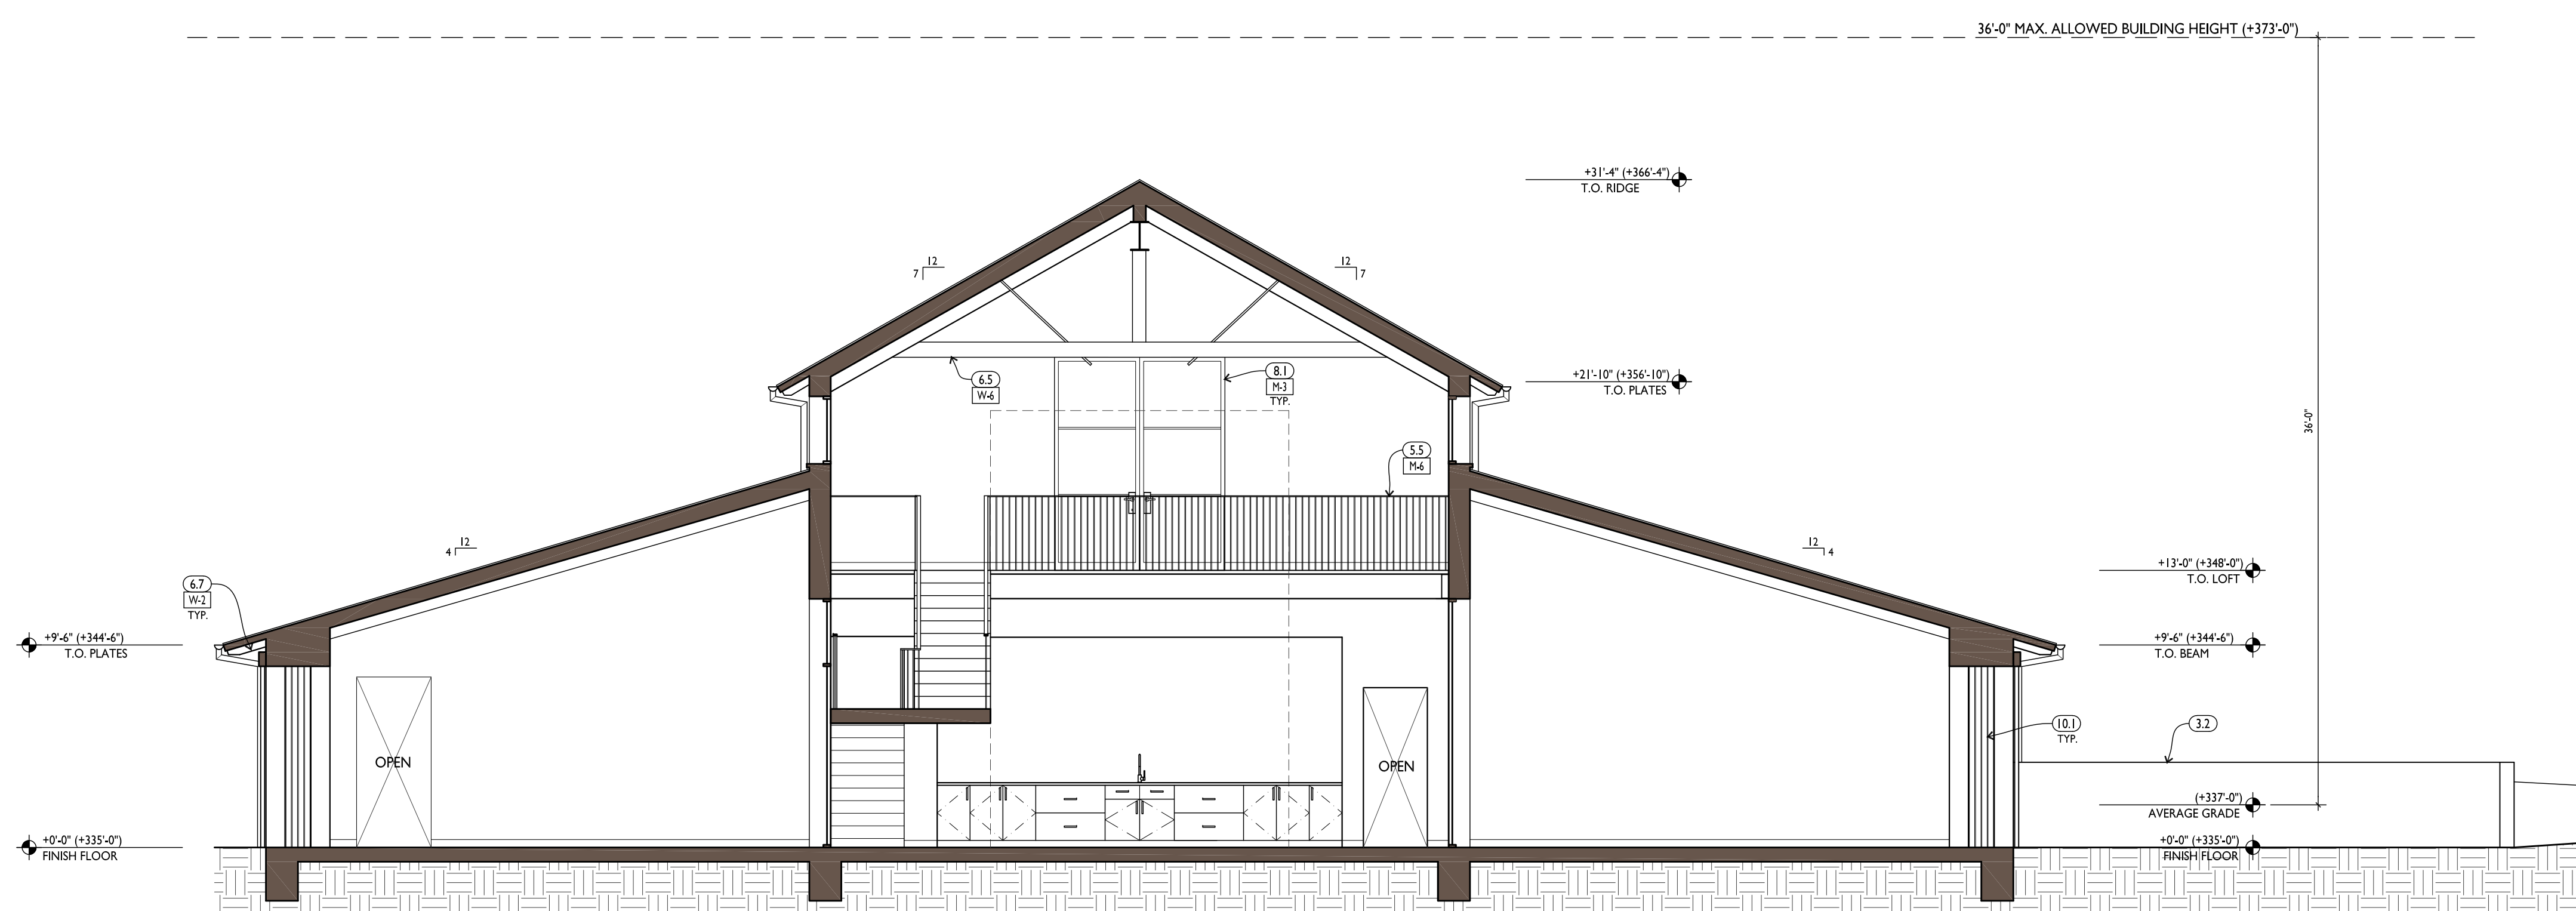 36'-0" MAX. ALLOWED BUILDING HEIGHT (+373'-0")
+31'-4" (+366'-4")
T.O. RIDGE
12
7
12
7
6.5
W-6
8.1
M-3
TYP.
+21'-10" (+356'-10")
T.O. PLATES
36'-0"
5.5
M-6
12
4
12
4
6.7
W-2
TYP.
+13'-0" (+348'-0")
T.O. LOFT
+9'-6" (+344'-6")
T.O. PLATES
+9'-6" (+344'-6")
T.O. BEAM
10.1
TYP.
3.2
OPEN
OPEN
(+337'-0")
AVERAGE GRADE
+0'-0" (+335'-0")
FINISH FLOOR
+0'-0" (+335'-0")
FINISH FLOOR